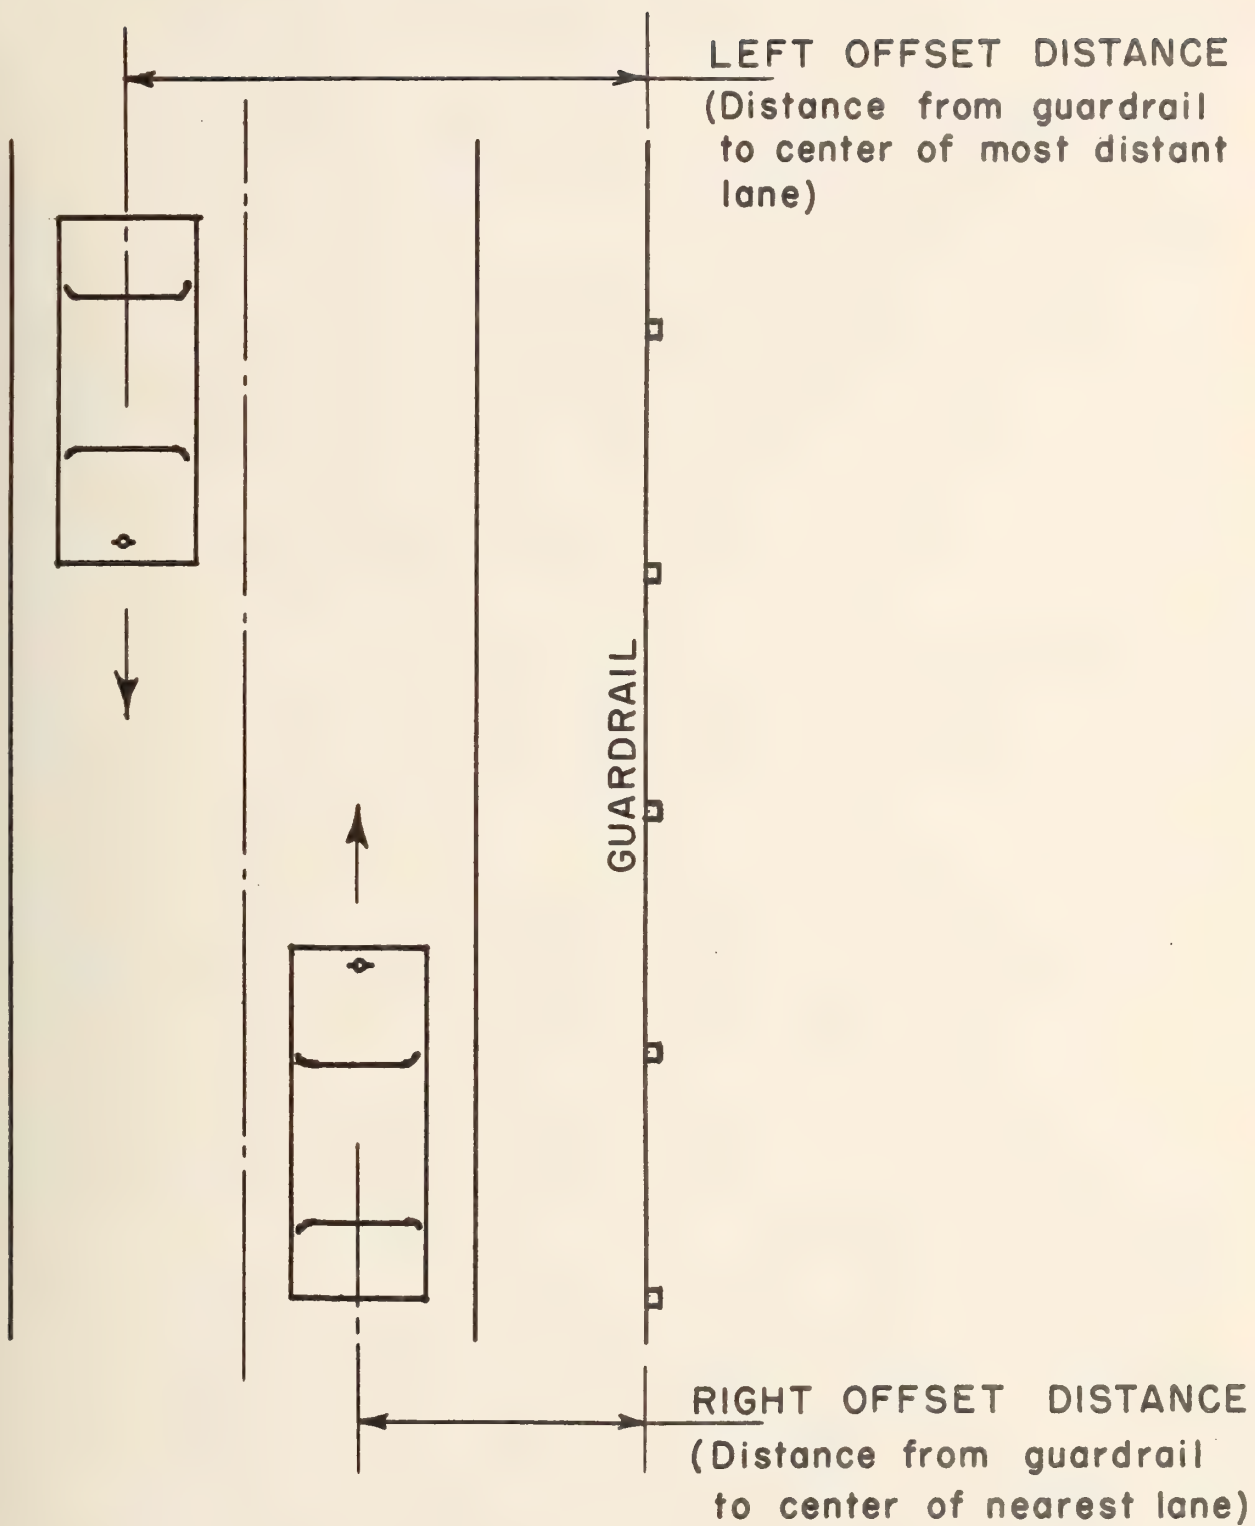 LEFT OFFSET DISTANCE
(Distance from guardrail
to center of most distant
lane)
GUARDRAIL
RIGHT OFFSET DISTANCE
(Distance from guardrail
to center of nearest lane)